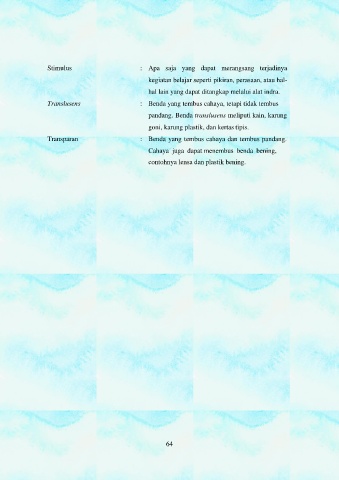 Stimulus : Apa saja yang dapat merangsang terjadinya
kegiatan belajar seperti pikiran, perasaan, atau hal-
hal lain yang dapat ditangkap melalui alat indra.
Translusens : Benda yang tembus cahaya, tetapi tidak tembus
pandang. Benda translusens meliputi kain, karung
goni, karung plastik, dan kertas tipis.
Transparan : Benda yang tembus cahaya dan tembus pandang.
Cahaya juga dapat menembus benda bening,
contohnya lensa dan plastik bening.
64